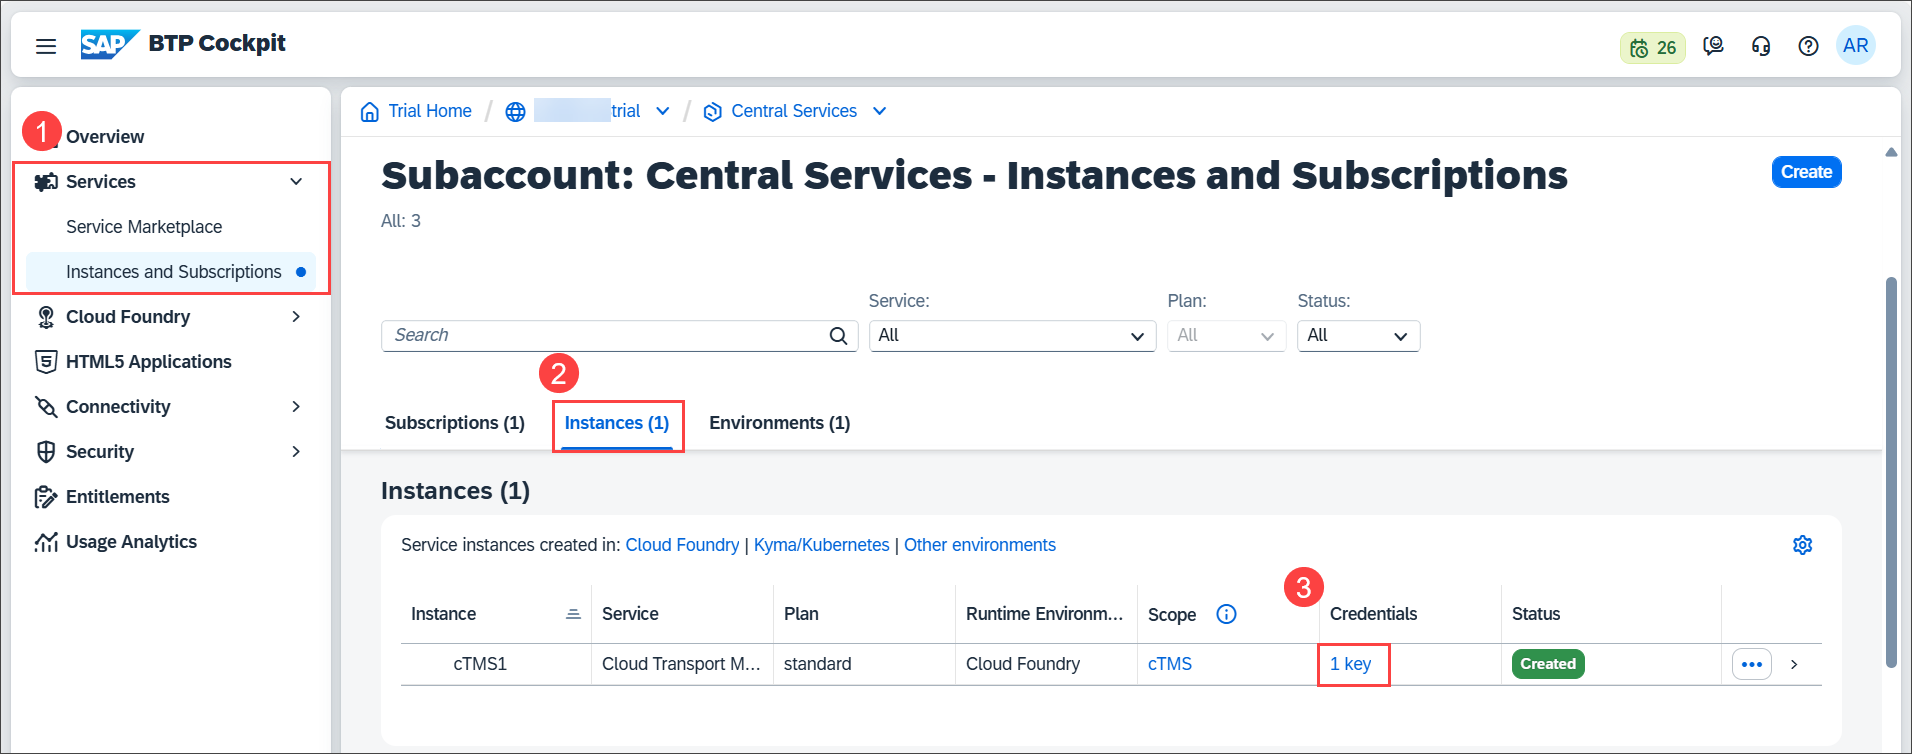 SAP BTP Cockpit
26
AR
1
Overview
Services
Service Marketplace
Instances and Subscriptions
Cloud Foundry
HTML5 Applications
Connectivity
Security
Entitlements
Usage Analytics
Trial Home / trial / Central Services
Subaccount: Central Services - Instances and Subscriptions
Create
All: 3
Service: Plan: Status:
Search All All All
2
Subscriptions (1) Instances (1) Environments (1)
Instances (1)
Service instances created in: Cloud Foundry | Kyma/Kubernetes | Other environments
3
Instance Service Plan Runtime Environm... Scope Credentials Status
cTMS1 Cloud Transport M... standard Cloud Foundry cTMS 1 key Created